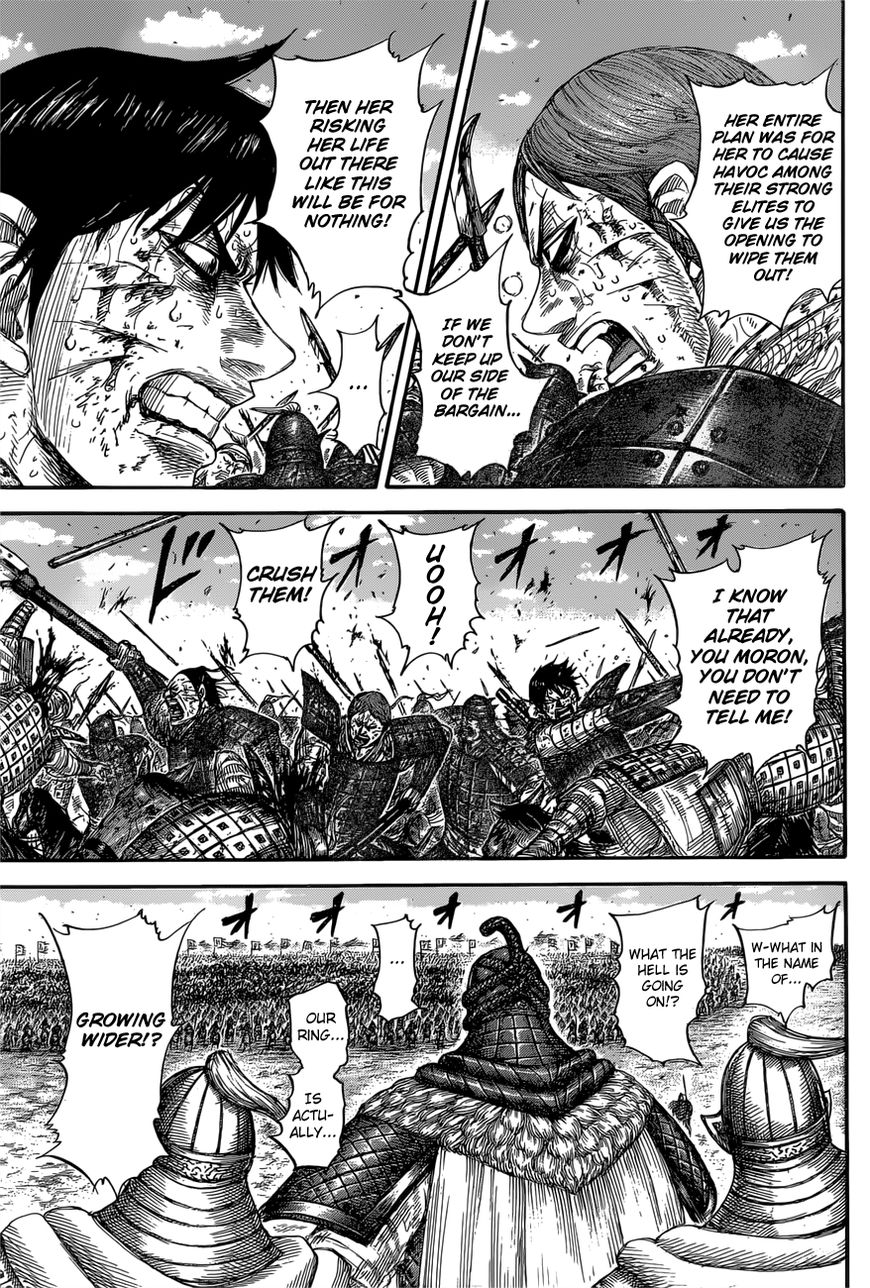 HER ENTIRE
PLAN WAS FOR
HER TO CAUSE
HAVOC AMONG
THEIR STRONG
ELITES TO
GIVE US THE
OPENING TO
WIPE THEM
OUT!
IF WE
DON'T
KEEP UP
OUR SIDE
OF THE
BARGAIN...
THEN HER
RISKING
HER LIFE
OUT THERE
LIKE THIS
WILL BE FOR
NOTHING!
...
I KNOW
THAT
ALREADY,
YOU MORON,
YOU DON'T
NEED TO
TELL ME!
UOOH!
CRUSH
THEM!
ドオオオオ
W-WHAT IN
THE NAME
OF...
WHAT THE
HELL IS
GOING
ON!?
...
OUR
RING...
IS
ACTU-
ALLY...
GROWING
WIDER!?
オオオオオ